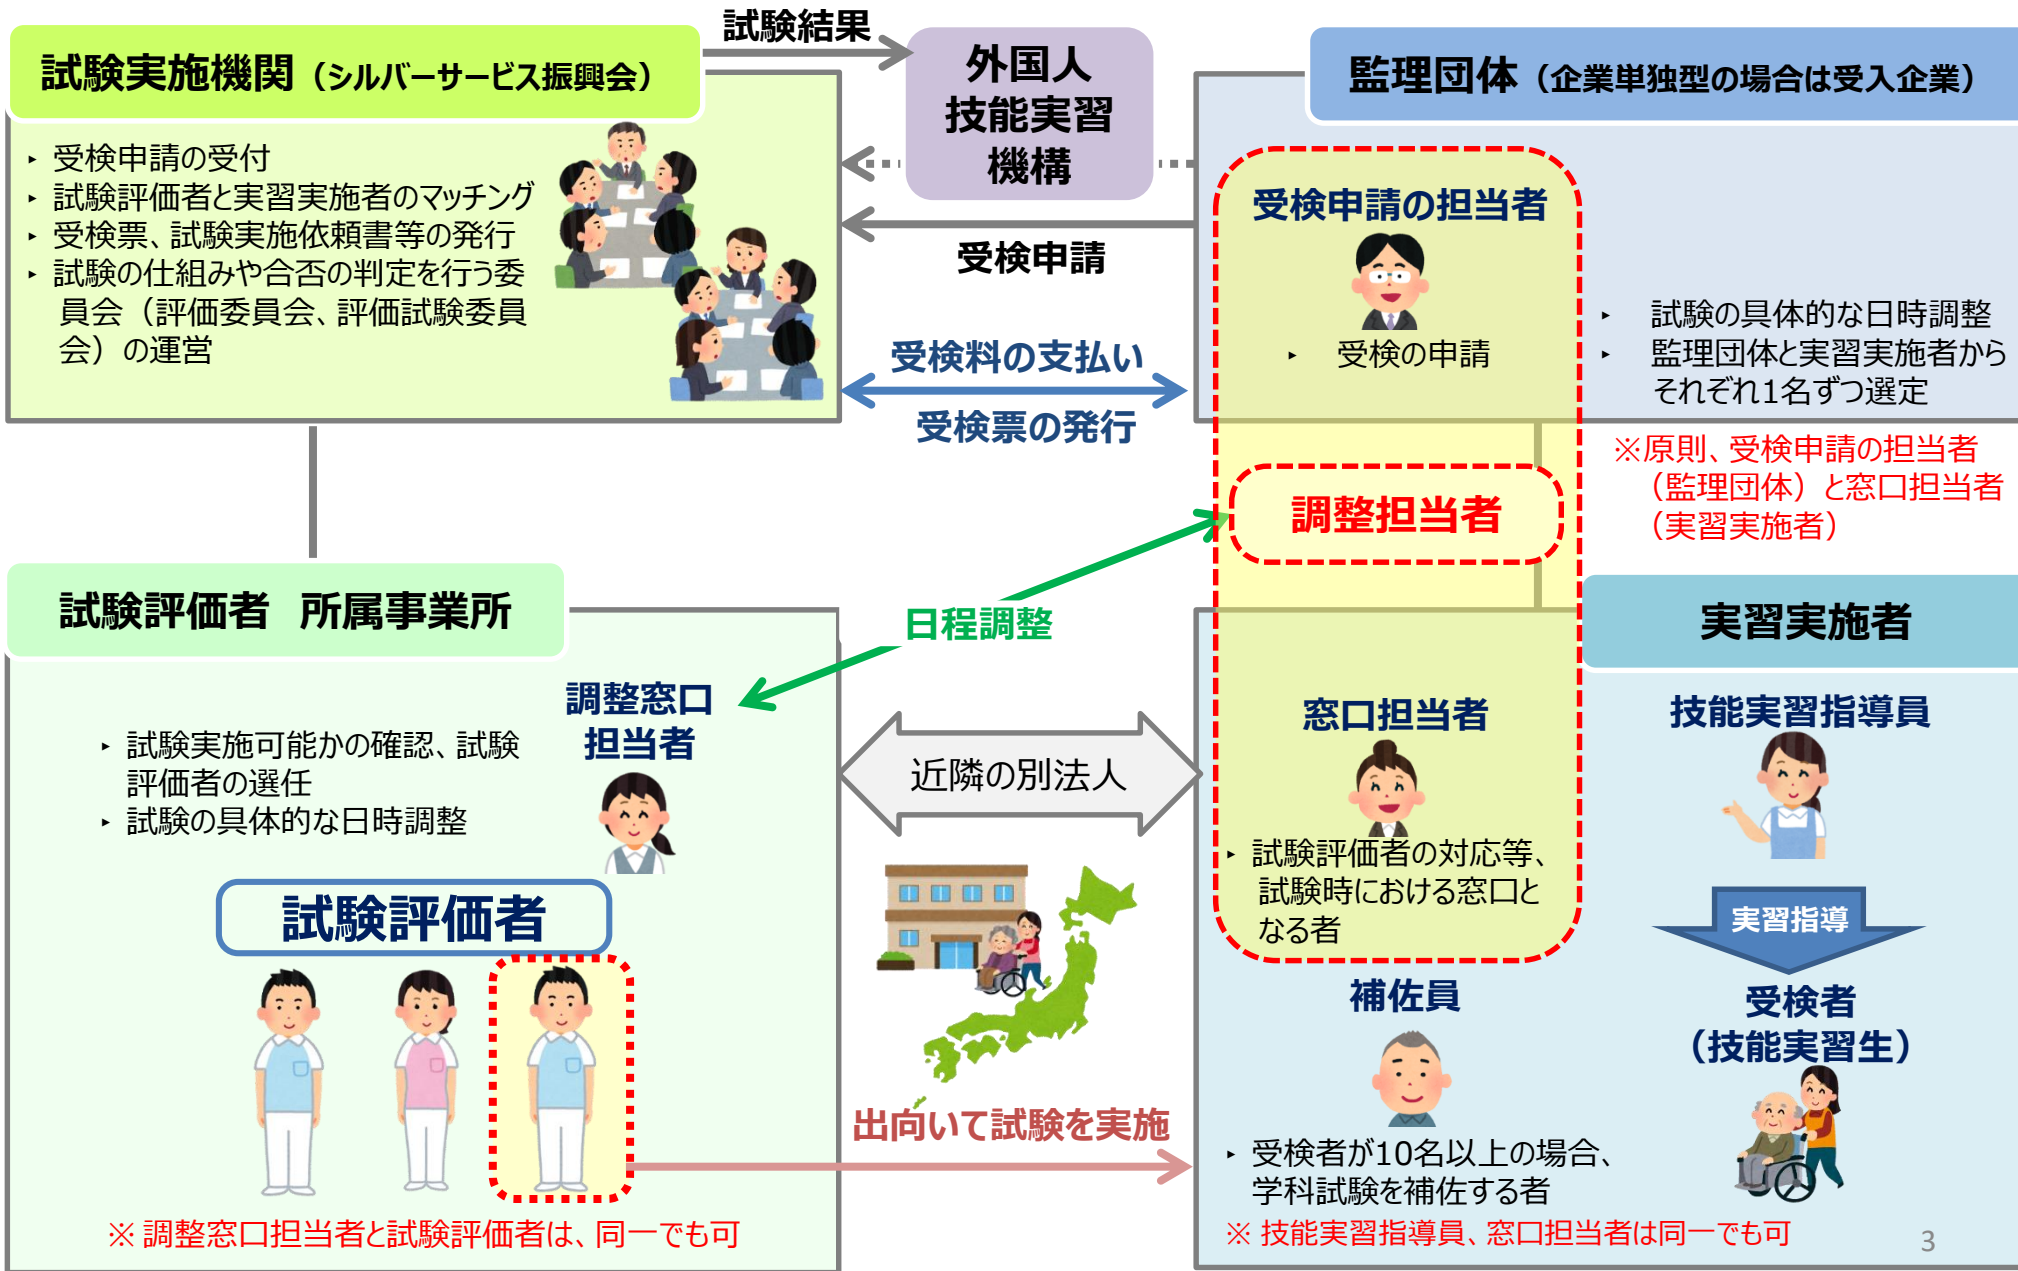 試験結果
試験実施機関（シルバーサービス振興会）
外国人
技能実習
機構
監理団体（企業単独型の場合は受入企業）
‣ 受検申請の受付
‣ 試験評価者と実習実施者のマッチング
‣ 受検票、試験実施依頼書等の発行
‣ 試験の仕組みや合否の判定を行う委
員会（評価委員会、評価試験委員
会）の運営
受検申請
受検料の支払い
受検票の発行
受検申請の担当者
‣ 受検の申請
‣ 試験の具体的な日時調整
‣ 監理団体と実習実施者から
それぞれ1名ずつ選定
※原則、受検申請の担当者
（監理団体）と窓口担当者
（実習実施者）
調整担当者
日程調整
試験評価者　所属事業所
調整窓口
担当者
‣ 試験実施可能かの確認、試験
評価者の選任
‣ 試験の具体的な日時調整
試験評価者
※ 調整窓口担当者と試験評価者は、同一でも可
近隣の別法人
出向いて試験を実施
実習実施者
窓口担当者
‣ 試験評価者の対応等、
試験時における窓口と
なる者
技能実習指導員
実習指導
補佐員
‣ 受検者が10名以上の場合、
学科試験を補佐する者
受検者
（技能実習生）
※ 技能実習指導員、窓口担当者は同一でも可
3